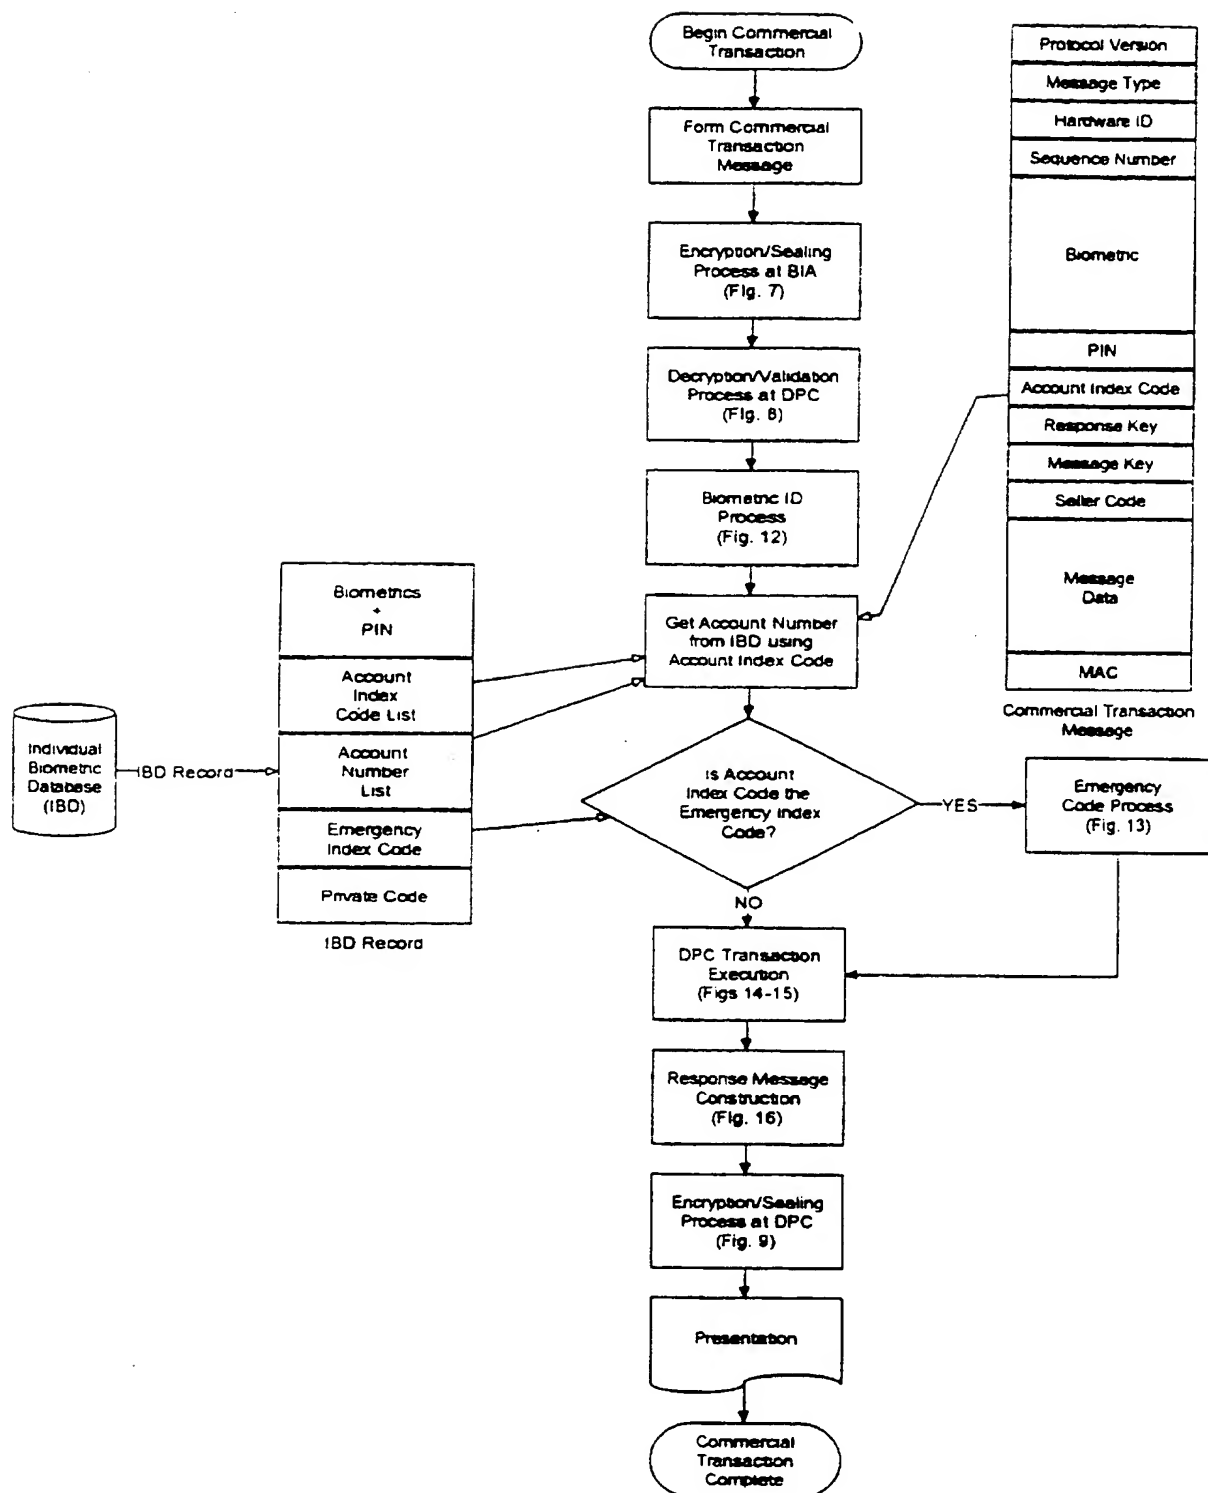 Begin Commercial
Transaction
Form Commercial
Transaction
Message
Encryption/Sealing
Process at BIA
(Fig. 7)
Decryption/Validation
Process at DPC
(Fig. 8)
Biometric ID
Process
(Fig. 12)
Get Account Number
from IBD using
Account Index Code
Is Account
Index Code the
Emergency Index
Code?
YES
Emergency
Code Process
(Fig. 13)
NO
DPC Transaction
Execution
(Figs 14-15)
Response Message
Construction
(Fig. 16)
Encryption/Sealing
Process at DPC
(Fig. 9)
Presentation
Commercial
Transaction
Complete
Individual
Biometric
Database
(IBD)
IBD Record
Biometrics
+
PIN
Account
Index
Code List
Account
Number
List
Emergency
Index Code
Private Code
IBD Record
Protocol Version
Message Type
Hardware ID
Sequence Number
Biometric
PIN
Account Index Code
Response Key
Message Key
Seller Code
Message
Data
MAC
Commercial Transaction
Message